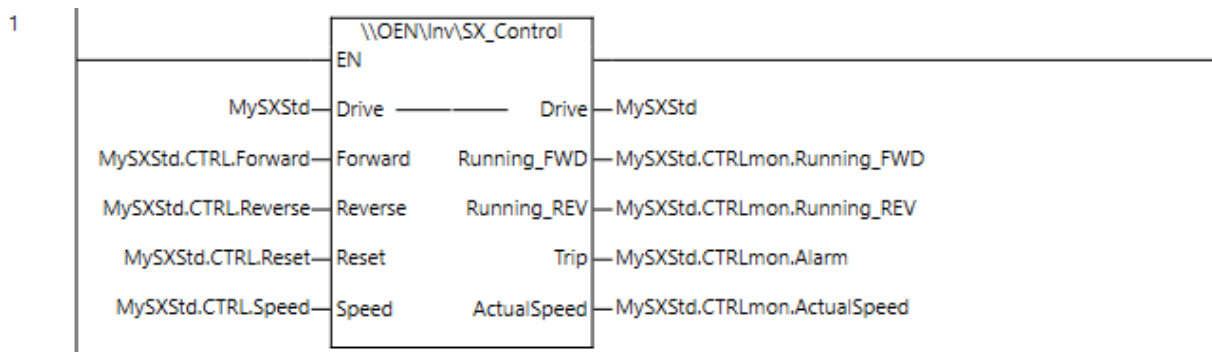 1
\\OEN\Inv\SX_Control
EN
MySXStd Drive Drive MySXStd
MySXStd.CTRL.Forward Forward Running_FWD MySXStd.CTRLmon.Running_FWD
MySXStd.CTRL.Reverse Reverse Running_REV MySXStd.CTRLmon.Running_REV
MySXStd.CTRL.Reset Reset Trip MySXStd.CTRLmon.Alarm
MySXStd.CTRL.Speed Speed ActualSpeed MySXStd.CTRLmon.ActualSpeed